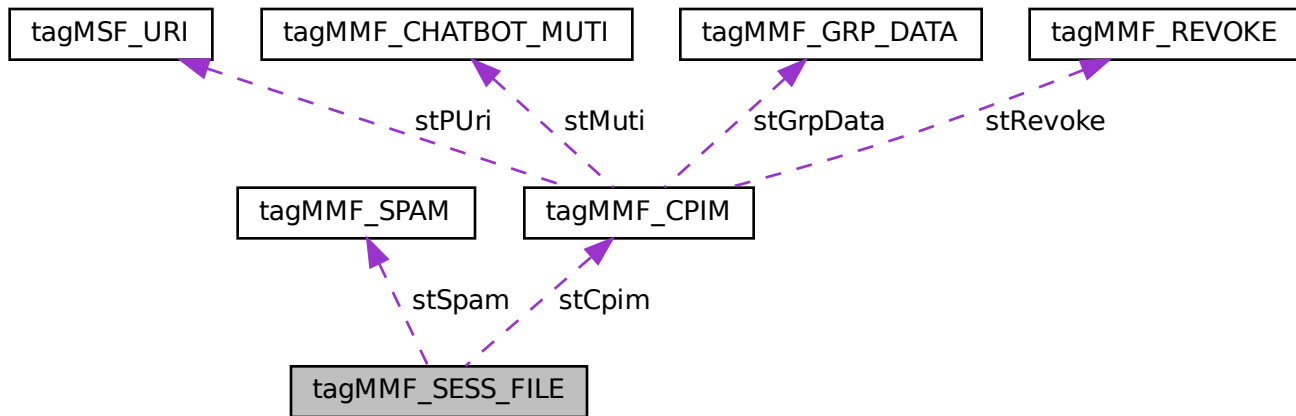 tagMSF_URI
tagMMF_CHATBOT_MUTI
tagMMF_GRP_DATA
tagMMF_REVOKE
stPUri
stMuti
stGrpData
stRevoke
tagMMF_SPAM
tagMMF_CPIM
stSpam
stCpim
tagMMF_SESS_FILE